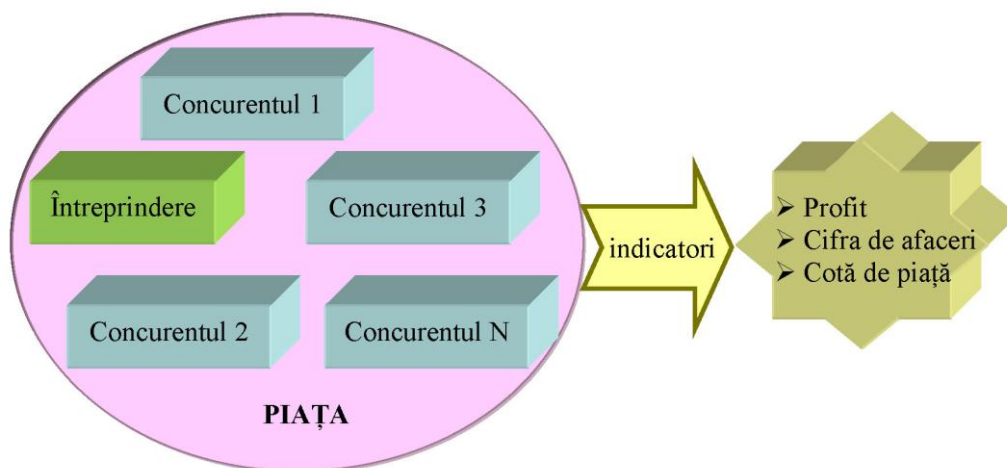 Concurentul 1
Întreprindere
Concurentul 3
Concurentul 2
Concurentul N
PIAȚA
indicatori
➢ Profit
➢ Cifra de afaceri
➢ Cotă de piață